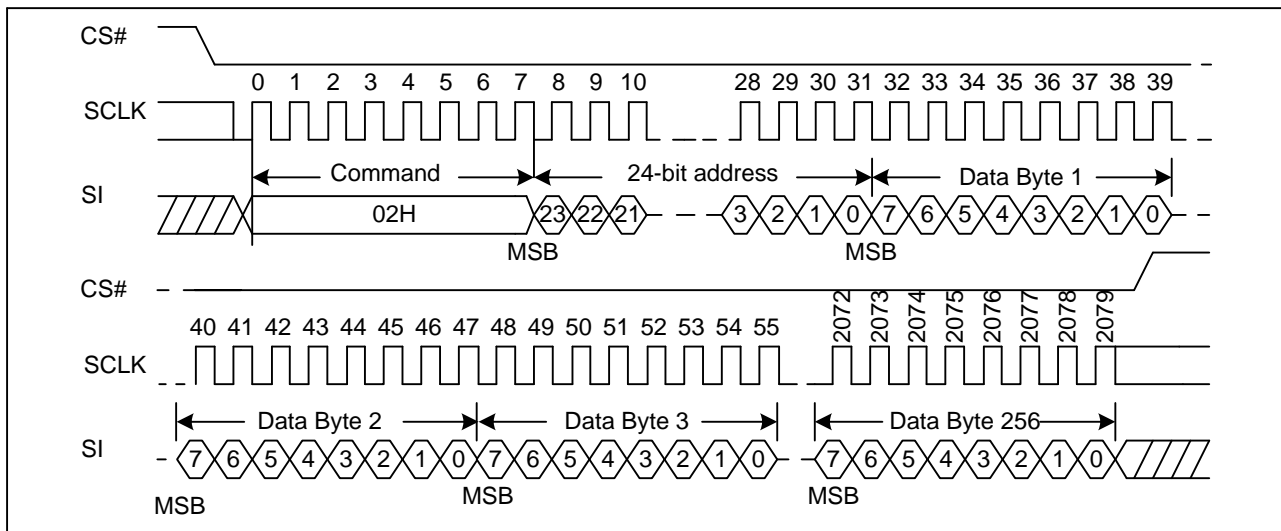 CS#
0 1 2 3 4 5 6 7 8 9 10 28 29 30 31 32 33 34 35 36 37 38 39
SCLK
Command 24-bit address Data Byte 1
SI
02H 23 22 21 3 2 1 0 7 6 5 4 3 2 1 0
MSB MSB
CS#
40 41 42 43 44 45 46 47 48 49 50 51 52 53 54 55 2072 2073 2074 2075 2076 2077 2078 2079
SCLK
Data Byte 2 Data Byte 3 Data Byte 256
SI
7 6 5 4 3 2 1 0 7 6 5 4 3 2 1 0 7 6 5 4 3 2 1 0
MSB MSB MSB